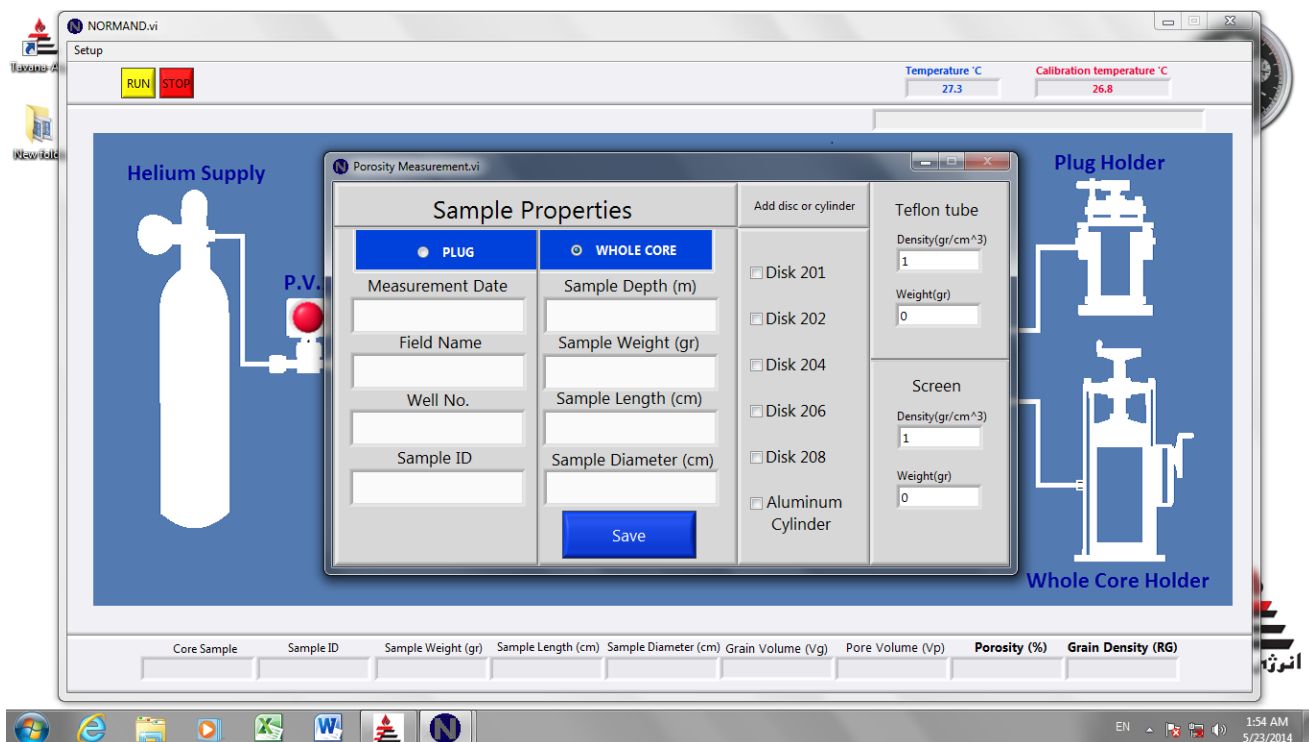 NORMAND.vi
Setup
RUN
STOP
Temperature 'C
27.3
Calibration temperature 'C
26.8
Helium Supply
P.V.
Plug Holder
Whole Core Holder
Porosity Measurement.vi
Sample Properties
PLUG
WHOLE CORE
Measurement Date
Sample Depth (m)
Field Name
Sample Weight (gr)
Well No.
Sample Length (cm)
Sample ID
Sample Diameter (cm)
Save
Add disc or cylinder
Disk 201
Disk 202
Disk 204
Disk 206
Disk 208
Aluminum
Cylinder
Teflon tube
Density(gr/cm^3)
1
Weight(gr)
0
Screen
Density(gr/cm^3)
1
Weight(gr)
0
Core Sample
Sample ID
Sample Weight (gr)
Sample Length (cm)
Sample Diameter (cm)
Grain Volume (Vg)
Pore Volume (Vp)
Porosity (%)
Grain Density (RG)
EN
1:54 AM
5/23/2014